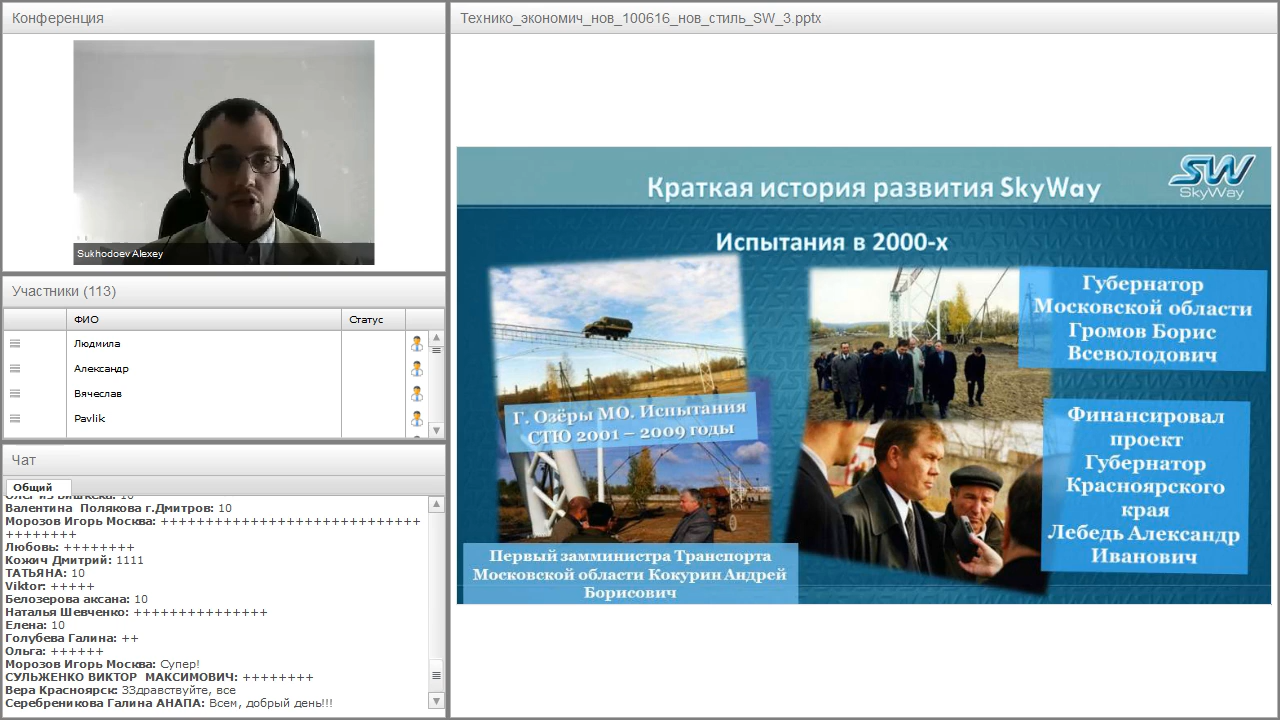 Конференция
Sukhodoev Alexey
Участники (113)
ФИО
Статус
Людмила
Александр
Вячеслав
Pavlik
Чат
Общий
Валентина Полякова г.Дмитров: 10
Морозов Игорь Москва: ++++++++++++++++++++++++++++++
+++++++++
Любовь: ++++++++
Кожич Дмитрий: 1111
ТАТЬЯНА: 10
Viktor: +++++
Белозерова аксана: 10
Наталья Шевченко: +++++++++++++++
Елена: 10
Голубева Галина: ++
Ольга: ++++++
Морозов Игорь Москва: Супер!
СУЛЬЖЕНКО ВИКТОР МАКСИМОВИЧ: ++++++++
Вера Красноярск: ЗЗдравствуйте, все
Серебреникова Галина АНАПА: Всем, добрый день!!!
Технико_экономич_нов_100616_нов_стиль_SW_3.pptx
Краткая история развития SkyWay
SW
SkyWay
Испытания в 2000-х
Г. Озёры МО. Испытания
СТЮ 2001 – 2009 годы
Первый замминистра Транспорта
Московской области Кокурин Андрей
Борисович
Губернатор
Московской области
Громов Борис
Всеволодович
Финансировал
проект
Губернатор
Красноярского
края
Лебедь Александр
Иванович